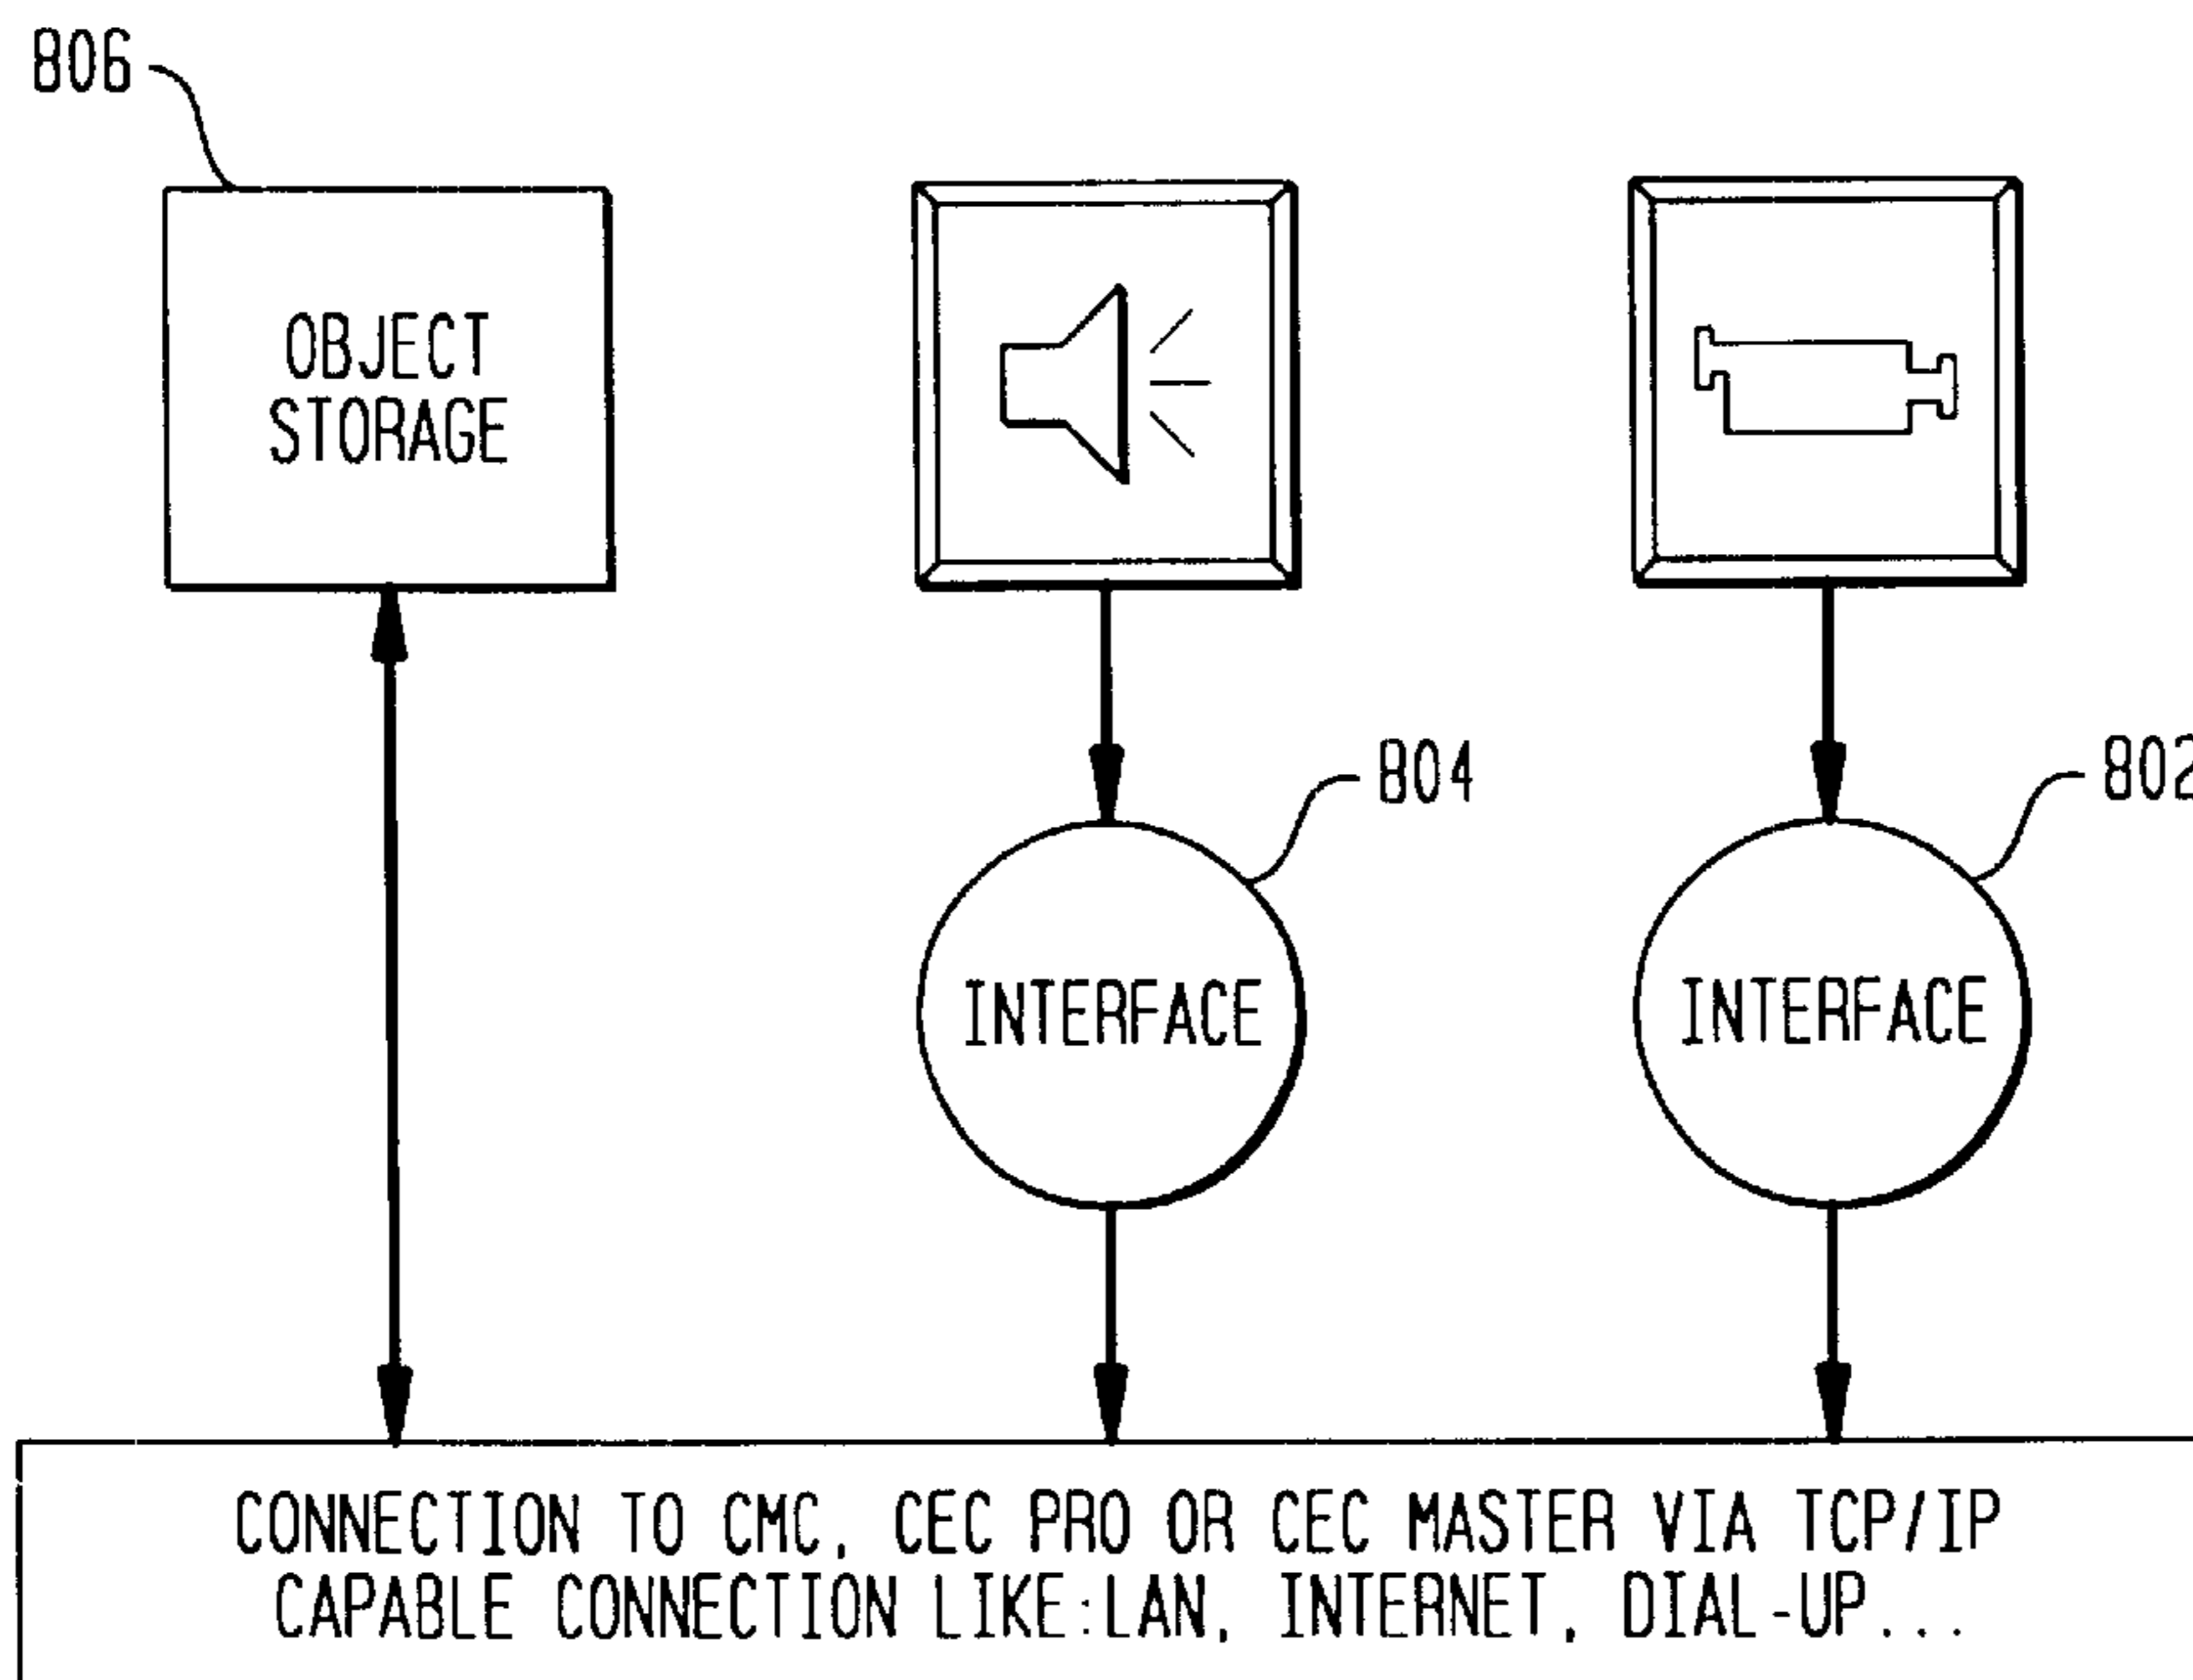 806
OBJECT
STORAGE
804
802
INTERFACE
INTERFACE
CONNECTION TO CMC, CEC PRO OR CEC MASTER VIA TCP/IP
CAPABLE CONNECTION LIKE:LAN, INTERNET, DIAL-UP...